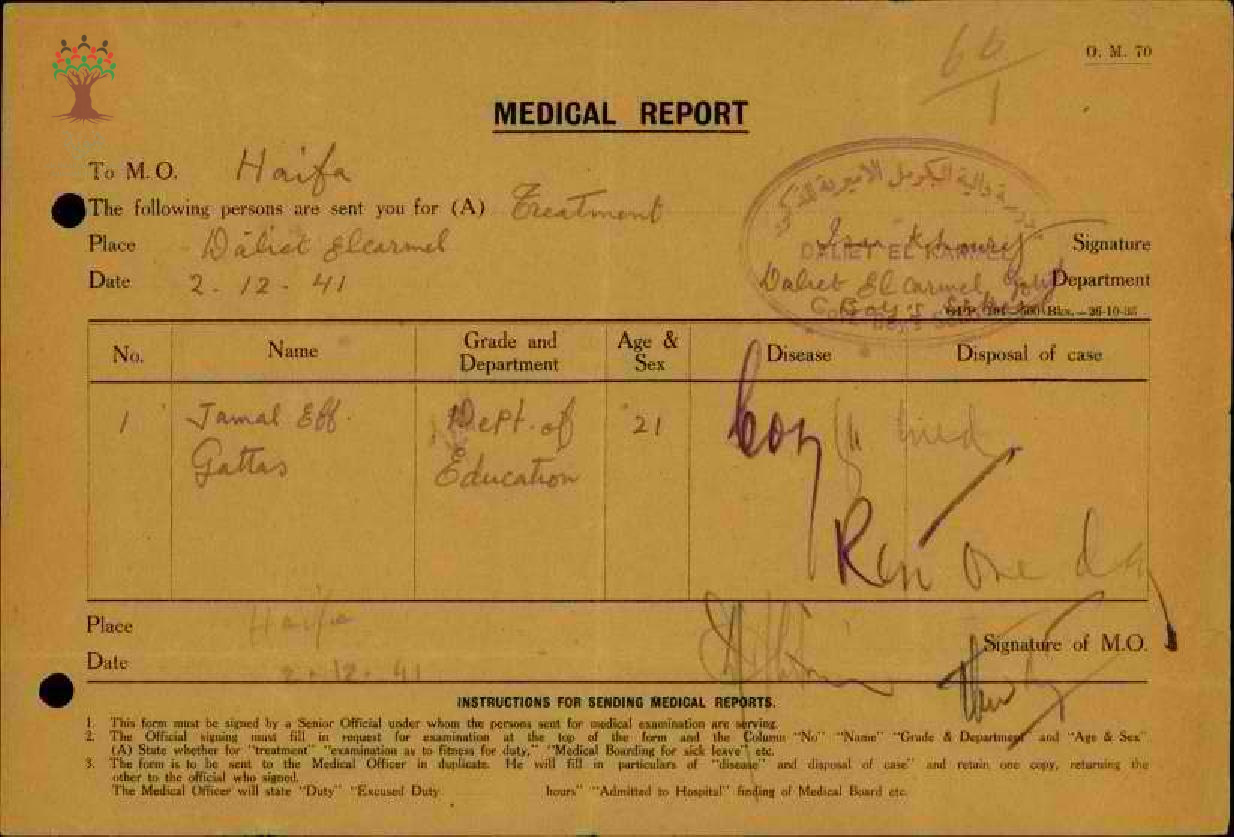 66/1
O. M. 70
MEDICAL REPORT
To M.O. Haifa
The following persons are sent you for (A) Treatment
مدرسة دالية الكرمل الاميرية للذكور
Place Daliet Elcarmel
Signature
DALIET EL KARMEL
Date 2. 12. 41
Daliet El carmel Govt Department
Boy's School
No. Name Grade and Department Age & Sex Disease Disposal of case
1 Jamal Eff. Gattas Dept. of Education 21
Rest one day
Place Haifa
Signature of M.O.
Date 2. 12. 41
INSTRUCTIONS FOR SENDING MEDICAL REPORTS.
1. This form must be signed by a Senior Official under whom the persons sent for medical examination are serving.
2. The Official signing must fill in request for examination at the top of the form and the Column "No" "Name" "Grade & Department" and "Age & Sex".
(A) State whether for "treatment" "examination as to fitness for duty," "Medical Boarding for sick leave" etc.
3. The form is to be sent to the Medical Officer in duplicate. He will fill in particulars of "disease" and disposal of case" and retain one copy, returning the
other to the official who signed.
The Medical Officer will state "Duty" "Excused Duty hours" "Admitted to Hospital" finding of Medical Board etc.